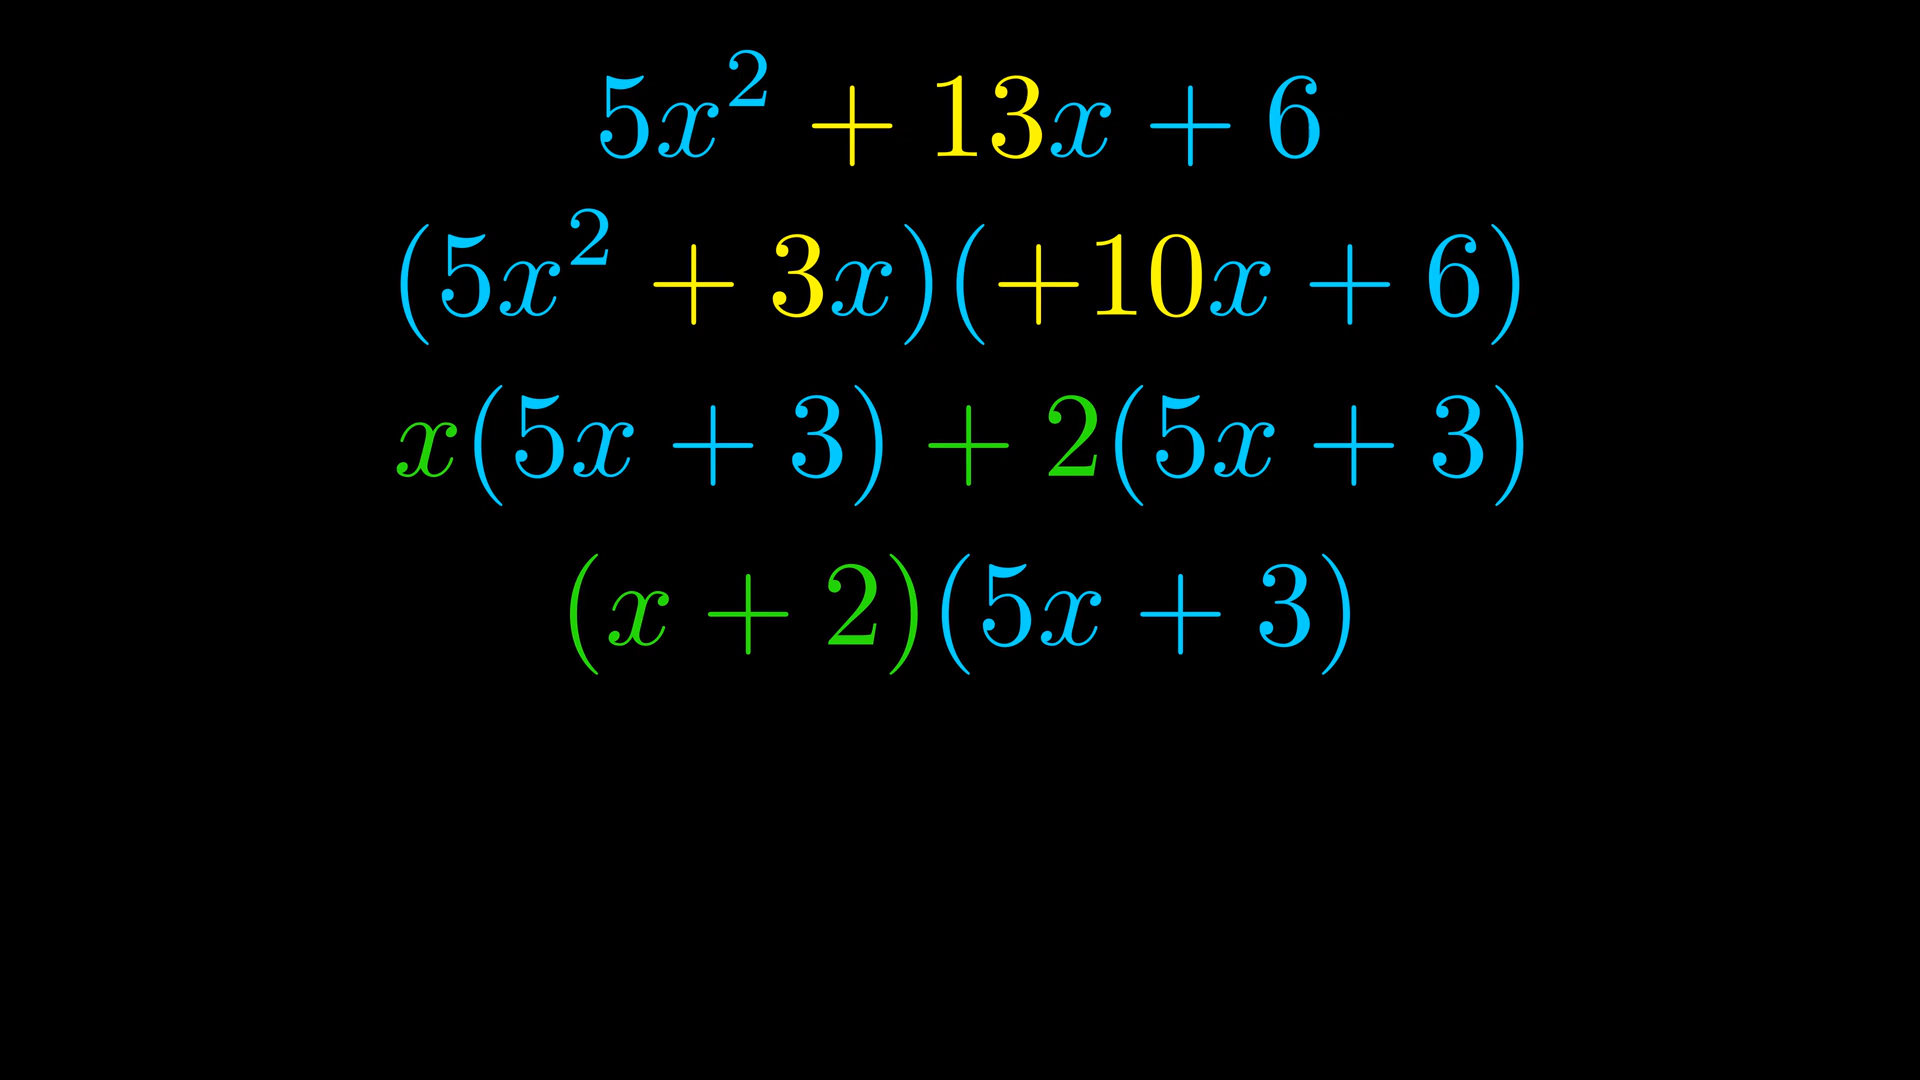 5x² + 13x + 6
(5x² + 3x)(+10x + 6)
x(5x + 3) + 2(5x + 3)
(x + 2)(5x + 3)